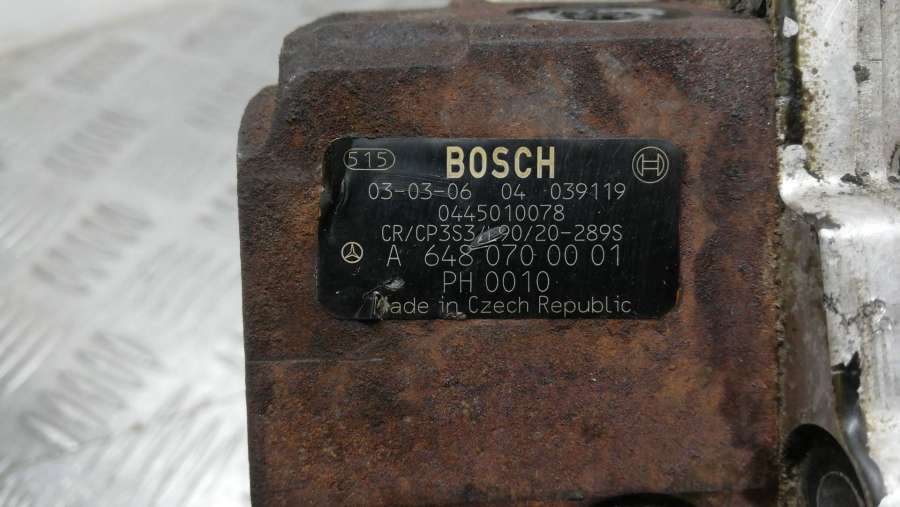 515 BOSCH
03-03-06 04 039119
0445010078
CR/CP3S3/L90/20-289S
A 648 070 00 01
PH 0010
Made in Czech Republic